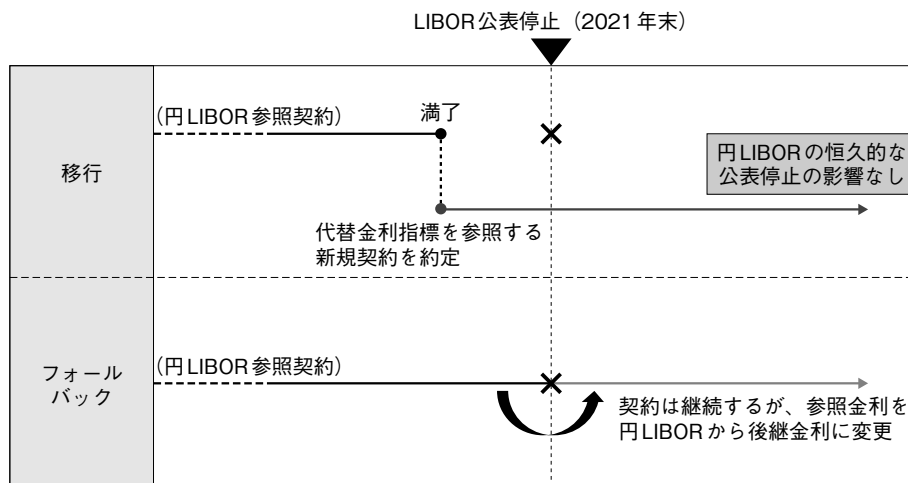 LIBOR公表停止（2021年末）
移行
（円LIBOR参照契約）
満了
円LIBORの恒久的な
公表停止の影響なし
代替金利指標を参照する
新規契約を約定
フォール
バック
（円LIBOR参照契約）
契約は継続するが、参照金利を
円LIBORから後継金利に変更